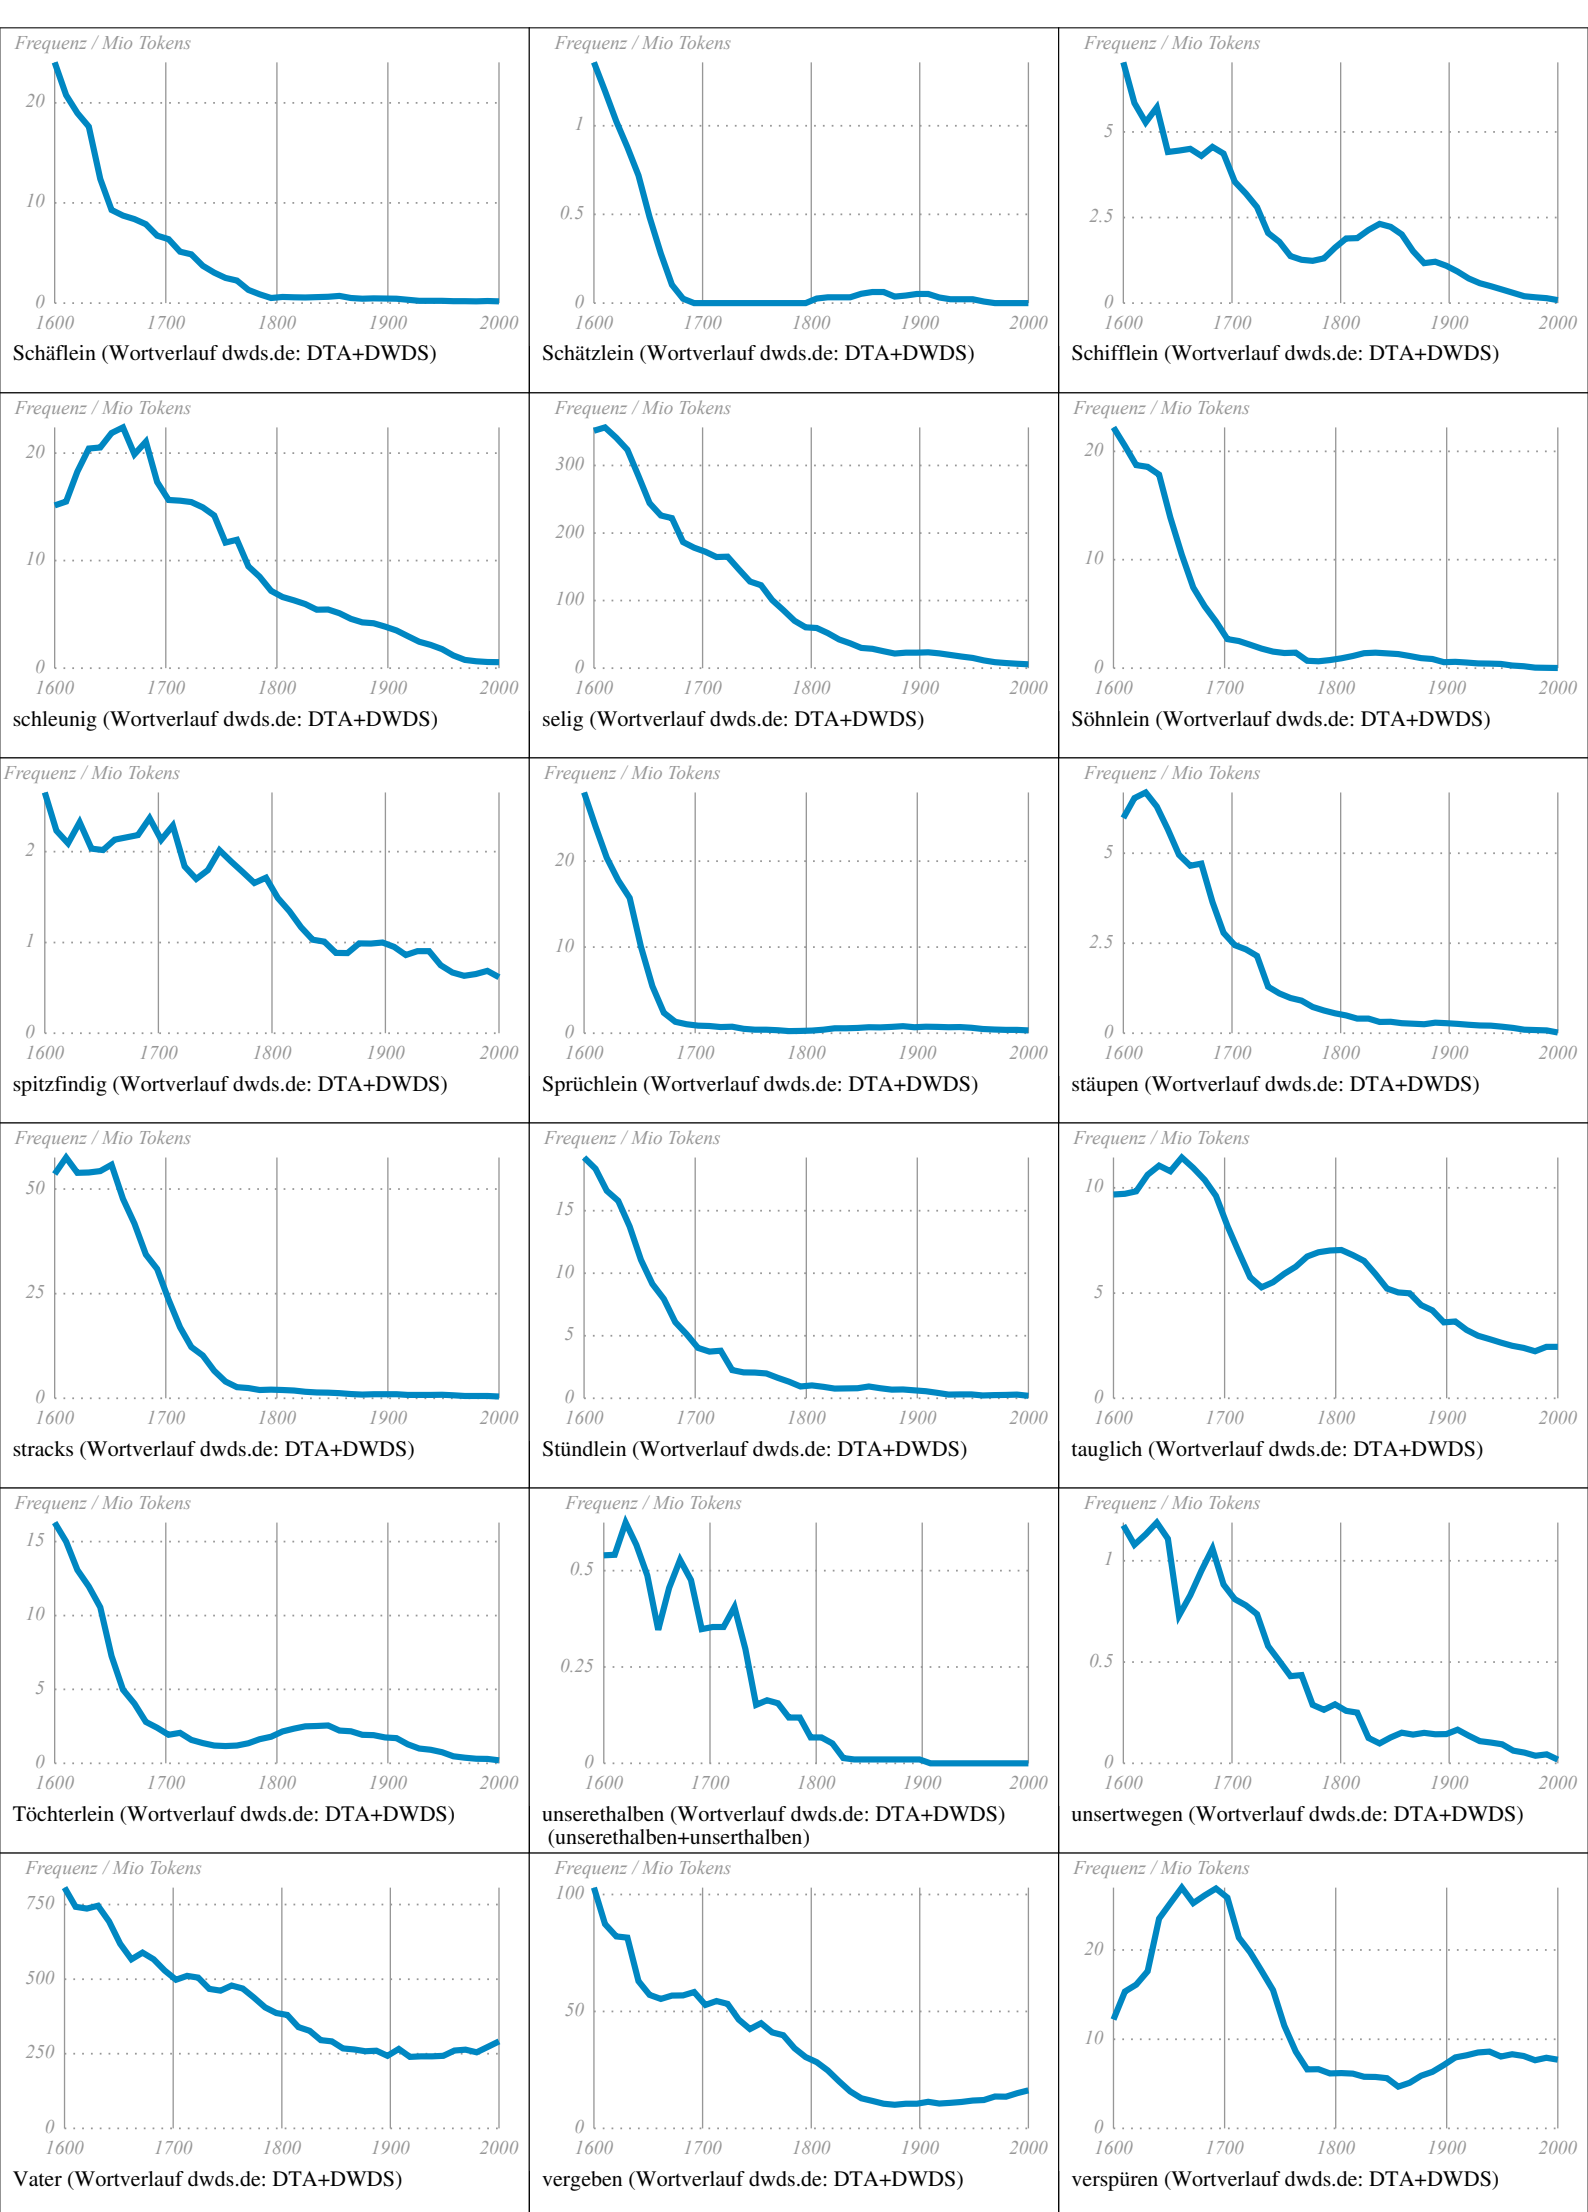 Frequenz / Mio Tokens
20
10
0
1600 1700 1800 1900 2000
Schäflein (Wortverlauf dwds.de: DTA+DWDS)
Frequenz / Mio Tokens
1
0.5
0
1600 1700 1800 1900 2000
Schätzlein (Wortverlauf dwds.de: DTA+DWDS)
Frequenz / Mio Tokens
5
2.5
0
1600 1700 1800 1900 2000
Schifflein (Wortverlauf dwds.de: DTA+DWDS)
Frequenz / Mio Tokens
20
10
0
1600 1700 1800 1900 2000
schleunig (Wortverlauf dwds.de: DTA+DWDS)
Frequenz / Mio Tokens
300
200
100
0
1600 1700 1800 1900 2000
selig (Wortverlauf dwds.de: DTA+DWDS)
Frequenz / Mio Tokens
20
10
0
1600 1700 1800 1900 2000
Söhnlein (Wortverlauf dwds.de: DTA+DWDS)
Frequenz / Mio Tokens
2
1
0
1600 1700 1800 1900 2000
spitzfindig (Wortverlauf dwds.de: DTA+DWDS)
Frequenz / Mio Tokens
20
10
0
1600 1700 1800 1900 2000
Sprüchlein (Wortverlauf dwds.de: DTA+DWDS)
Frequenz / Mio Tokens
5
2.5
0
1600 1700 1800 1900 2000
stäupen (Wortverlauf dwds.de: DTA+DWDS)
Frequenz / Mio Tokens
50
25
0
1600 1700 1800 1900 2000
stracks (Wortverlauf dwds.de: DTA+DWDS)
Frequenz / Mio Tokens
15
10
5
0
1600 1700 1800 1900 2000
Stündlein (Wortverlauf dwds.de: DTA+DWDS)
Frequenz / Mio Tokens
10
5
0
1600 1700 1800 1900 2000
tauglich (Wortverlauf dwds.de: DTA+DWDS)
Frequenz / Mio Tokens
15
10
5
0
1600 1700 1800 1900 2000
Töchterlein (Wortverlauf dwds.de: DTA+DWDS)
Frequenz / Mio Tokens
0.5
0.25
0
1600 1700 1800 1900 2000
unserethalben (Wortverlauf dwds.de: DTA+DWDS)
(unserethalben+unserthalben)
Frequenz / Mio Tokens
1
0.5
0
1600 1700 1800 1900 2000
unsertwegen (Wortverlauf dwds.de: DTA+DWDS)
Frequenz / Mio Tokens
750
500
250
0
1600 1700 1800 1900 2000
Vater (Wortverlauf dwds.de: DTA+DWDS)
Frequenz / Mio Tokens
100
50
0
1600 1700 1800 1900 2000
vergeben (Wortverlauf dwds.de: DTA+DWDS)
Frequenz / Mio Tokens
20
10
0
1600 1700 1800 1900 2000
verspüren (Wortverlauf dwds.de: DTA+DWDS)